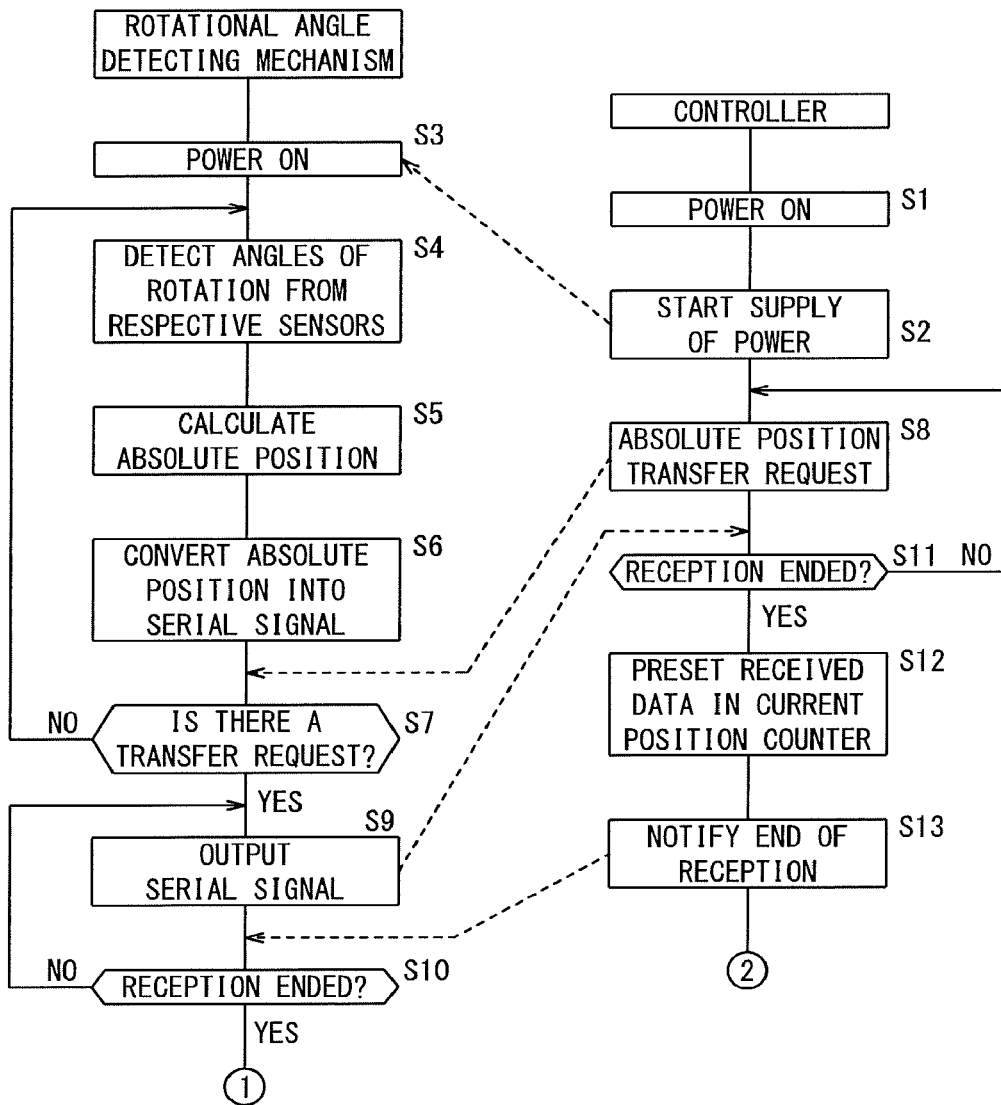 ROTATIONAL ANGLE
DETECTING MECHANISM
S3
POWER ON
S4
DETECT ANGLES OF
ROTATION FROM
RESPECTIVE SENSORS
S5
CALCULATE
ABSOLUTE POSITION
S6
CONVERT ABSOLUTE
POSITION INTO
SERIAL SIGNAL
NO
IS THERE A
TRANSFER REQUEST?
S7
YES
S9
OUTPUT
SERIAL SIGNAL
NO
RECEPTION ENDED?
S10
YES
1
CONTROLLER
POWER ON
S1
START SUPPLY
OF POWER
S2
ABSOLUTE POSITION
TRANSFER REQUEST
S8
RECEPTION ENDED?
S11 NO
YES
PRESET RECEIVED
DATA IN CURRENT
POSITION COUNTER
S12
NOTIFY END OF
RECEPTION
S13
2